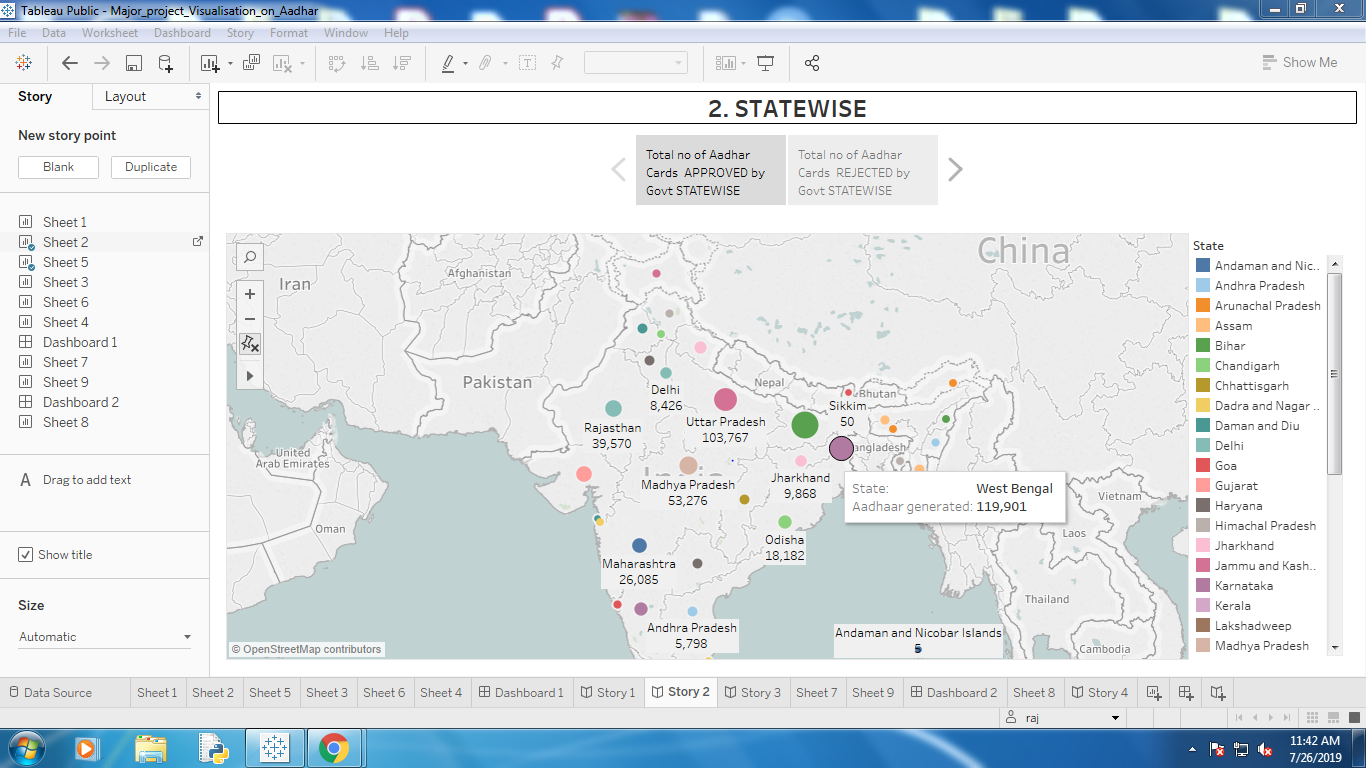 Tableau Public - Major_project_Visualisation_on_Aadhar
File Data Worksheet Dashboard Story Format Window Help
Show Me
Story Layout
New story point
Blank Duplicate
Sheet 1
Sheet 2
Sheet 5
Sheet 3
Sheet 6
Sheet 4
Dashboard 1
Sheet 7
Sheet 9
Dashboard 2
Sheet 8
A Drag to add text
Show title
Size
Automatic
2. STATEWISE
Total no of Aadhar
Cards APPROVED by
Govt STATEWISE
Total no of Aadhar
Cards REJECTED by
Govt STATEWISE
China
Afghanistan
Iran
Pakistan
Nepal
Bhutan
Delhi
8,426
Sikkim
50
Uttar Pradesh
103,767
Rajasthan
39,570
angladesh
United
Arab Emirates
Madhya Pradesh
53,276
Jharkhand
9,868
State: West Bengal
Aadhaar generated: 119,901
Vietnam
Oman
Odisha
18,182
Laos
Maharashtra
26,085
Thailand
Andhra Pradesh
5,798
Andaman and Nicobar Islands
5
Cambodia
© OpenStreetMap contributors
State
Andaman and Nic..
Andhra Pradesh
Arunachal Pradesh
Assam
Bihar
Chandigarh
Chhattisgarh
Dadra and Nagar ..
Daman and Diu
Delhi
Goa
Gujarat
Haryana
Himachal Pradesh
Jharkhand
Jammu and Kash..
Karnataka
Kerala
Lakshadweep
Madhya Pradesh
Data Source Sheet 1 Sheet 2 Sheet 5 Sheet 3 Sheet 6 Sheet 4 Dashboard 1 Story 1 Story 2 Story 3 Sheet 7 Sheet 9 Dashboard 2 Sheet 8 Story 4
raj
11:42 AM
7/26/2019